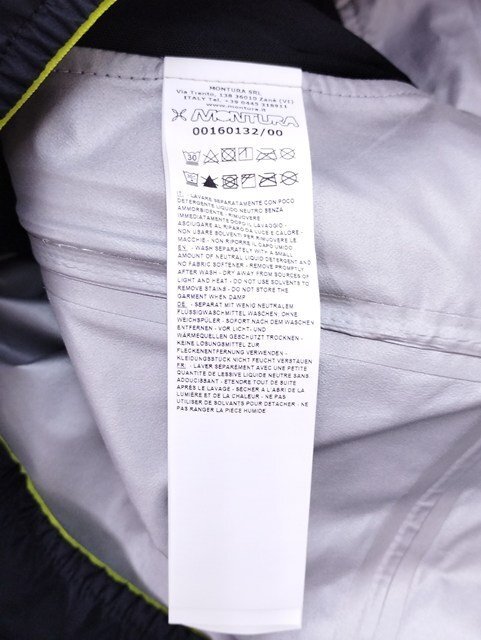 MONTURA SRL
Via Trento, 138 36010 Zanè (VI)
ITALY Tel. +39 0445 318911
www.montura.it
MONTURA
00160132/00
30
IT - LAVARE SEPARATAMENTE CON POCO
DETERGENTE LIQUIDO NEUTRO SENZA
AMMORBIDENTE - RIMUOVERE
IMMEDIATAMENTE DOPO IL LAVAGGIO -
ASCIUGARE AL RIPARO DA LUCE E CALORE -
NON USARE SOLVENTI PER RIMUOVERE LE
MACCHIE - NON RIPORRE IL CAPO UMIDO
EN - WASH SEPARATELY WITH A SMALL
AMOUNT OF NEUTRAL LIQUID DETERGENT AND
NO FABRIC SOFTENER - REMOVE PROMPTLY
AFTER WASH - DRY AWAY FROM SOURCES OF
LIGHT AND HEAT - DO NOT USE SOLVENTS TO
REMOVE STAINS - DO NOT STORE THE
GARMENT WHEN DAMP
DE - SEPARAT MIT WENIG NEUTRALEM
FLÜSSIGWASCHMITTEL WASCHEN, OHNE
WEICHSPÜLER - SOFORT NACH DEM WASCHEN
ENTFERNEN - VOR LICHT- UND
WÄRMEQUELLEN GESCHÜTZT TROCKNEN -
KEINE LÖSUNGSMITTEL ZUR
FLECKENENTFERNUNG VERWENDEN -
KLEIDUNGSSTÜCK NICHT FEUCHT VERSTAUEN
FR - LAVER SÉPARÉMENT AVEC UNE PETITE
QUANTITÉ DE LESSIVE LIQUIDE NEUTRE SANS
ADOUCISSANT - ÉTENDRE TOUT DE SUITE
APRÈS LE LAVAGE - SÉCHER À L'ABRI DE LA
LUMIÈRE ET DE LA CHALEUR - NE PAS
UTILISER DE SOLVANTS POUR DÉTACHER - NE
PAS RANGER LA PIÈCE HUMIDE